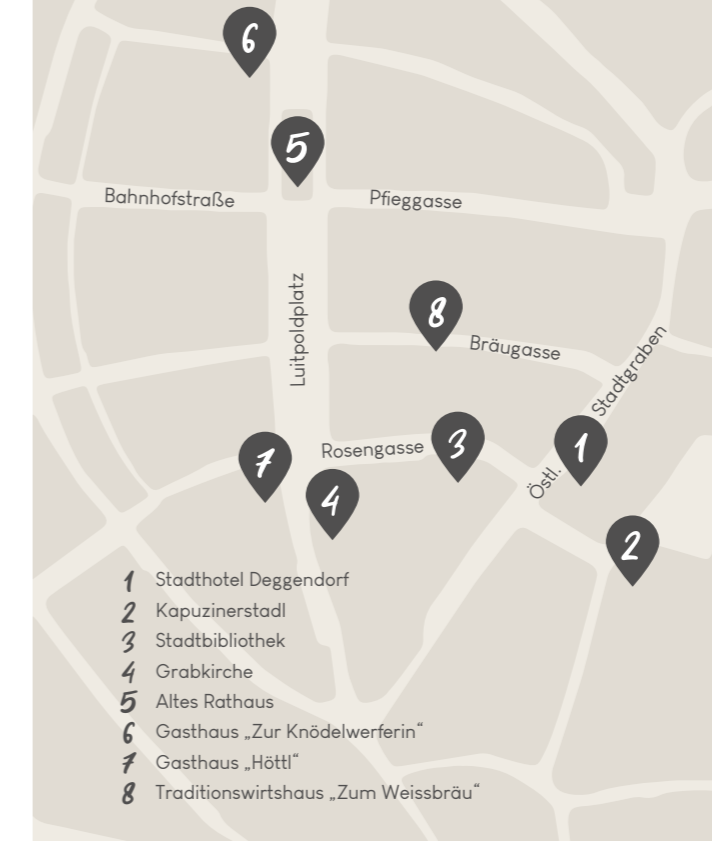 6
5
Bahnhofstraße
Pfieggasse
Luitpoldplatz
8
Bräugasse
Östl. Stadtgraben
1
Rosengasse
3
7
4
2
1 Stadthotel Deggendorf
2 Kapuzinerstadl
3 Stadtbibliothek
4 Grabkirche
5 Altes Rathaus
6 Gasthaus „Zur Knödelwerferin“
7 Gasthaus „Höttl“
8 Traditionswirtshaus „Zum Weissbräu“